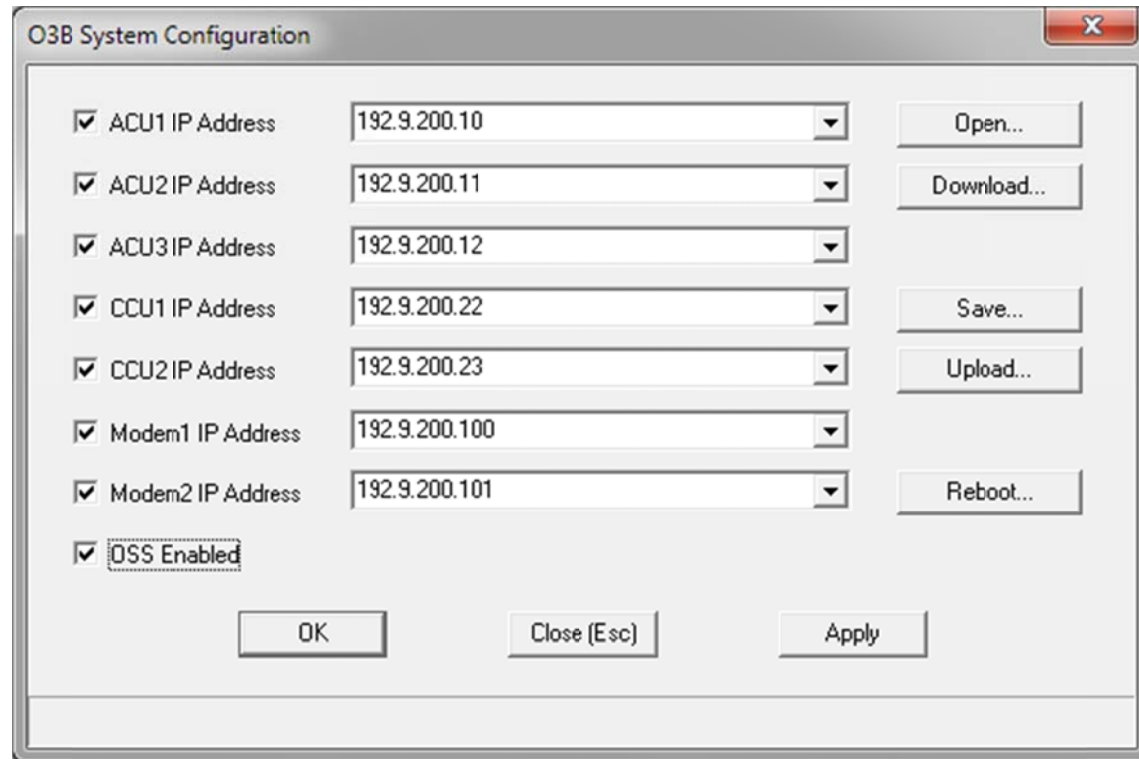 O3B System Configuration
ACU1 IP Address 192.9.200.10 Open...
ACU2 IP Address 192.9.200.11 Download...
ACU3 IP Address 192.9.200.12
CCU1 IP Address 192.9.200.22 Save...
CCU2 IP Address 192.9.200.23 Upload...
Modem1 IP Address 192.9.200.100
Modem2 IP Address 192.9.200.101 Reboot...
OSS Enabled
OK Close (Esc) Apply